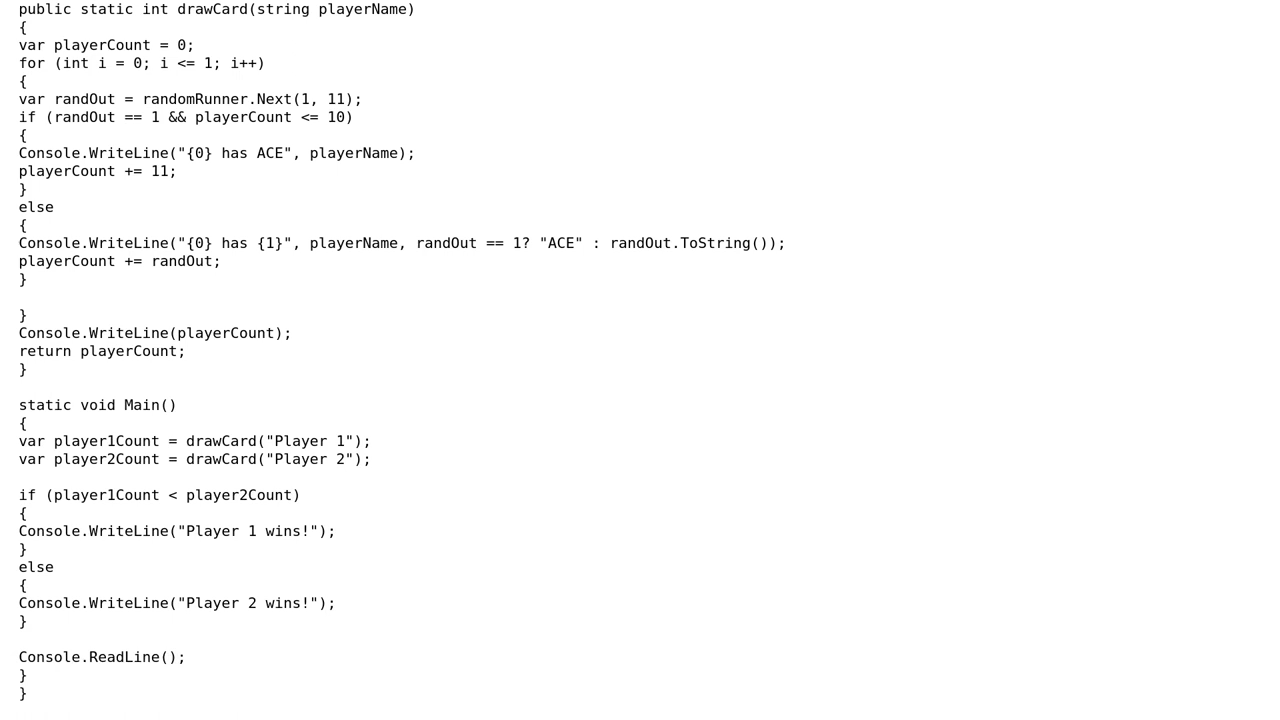 public static int drawCard(string playerName)
{
var playerCount = 0;
for (int i = 0; i <= 1; i++)
{
var randOut = randomRunner.Next(1, 11);
if (randOut == 1 && playerCount <= 10)
{
Console.WriteLine("{0} has ACE", playerName);
playerCount += 11;
}
else
{
Console.WriteLine("{0} has {1}", playerName, randOut == 1? "ACE" : randOut.ToString());
playerCount += randOut;
}

}
Console.WriteLine(playerCount);
return playerCount;
}

static void Main()
{
var player1Count = drawCard("Player 1");
var player2Count = drawCard("Player 2");

if (player1Count < player2Count)
{
Console.WriteLine("Player 1 wins!");
}
else
{
Console.WriteLine("Player 2 wins!");
}

Console.ReadLine();
}
}